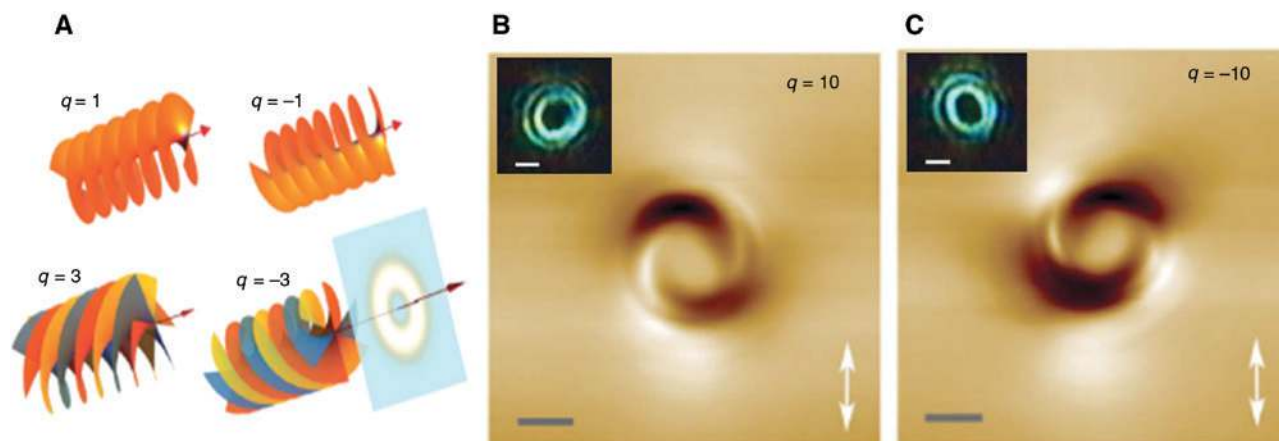 A
B
C
q = 1
q = –1
q = 10
q = –10
q = 3
q = –3